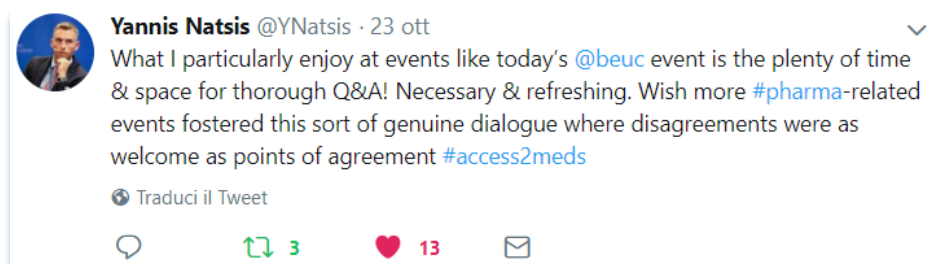 Yannis Natsis @YNatsis · 23 ott
What I particularly enjoy at events like today's @beuc event is the plenty of time
& space for thorough Q&A! Necessary & refreshing. Wish more #pharma-related
events fostered this sort of genuine dialogue where disagreements were as
welcome as points of agreement #access2meds
Traduci il Tweet
3 13